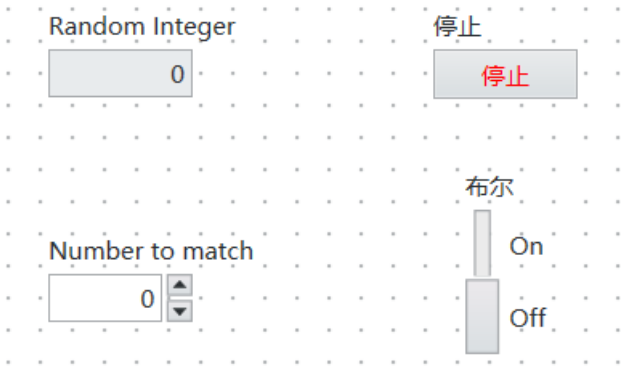 Random Integer
0
停止
停止
布尔
On
Off
Number to match
0